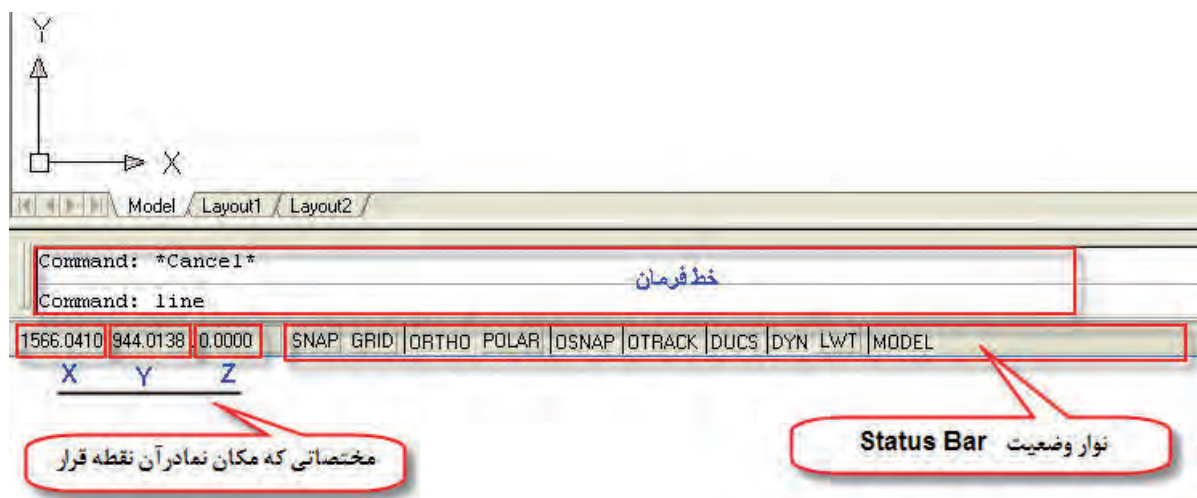 Y
X
Model / Layout1 / Layout2 /
Command: *Cancel*
خط فرمان
Command: line
1566.0410 944.0138 0.0000 SNAP GRID ORTHO POLAR OSNAP OTRACK DUCS DYN LWT MODEL
X Y Z
مختصاتی که مکان نمادرآن نقطه قرار
نوار وضعیت Status Bar